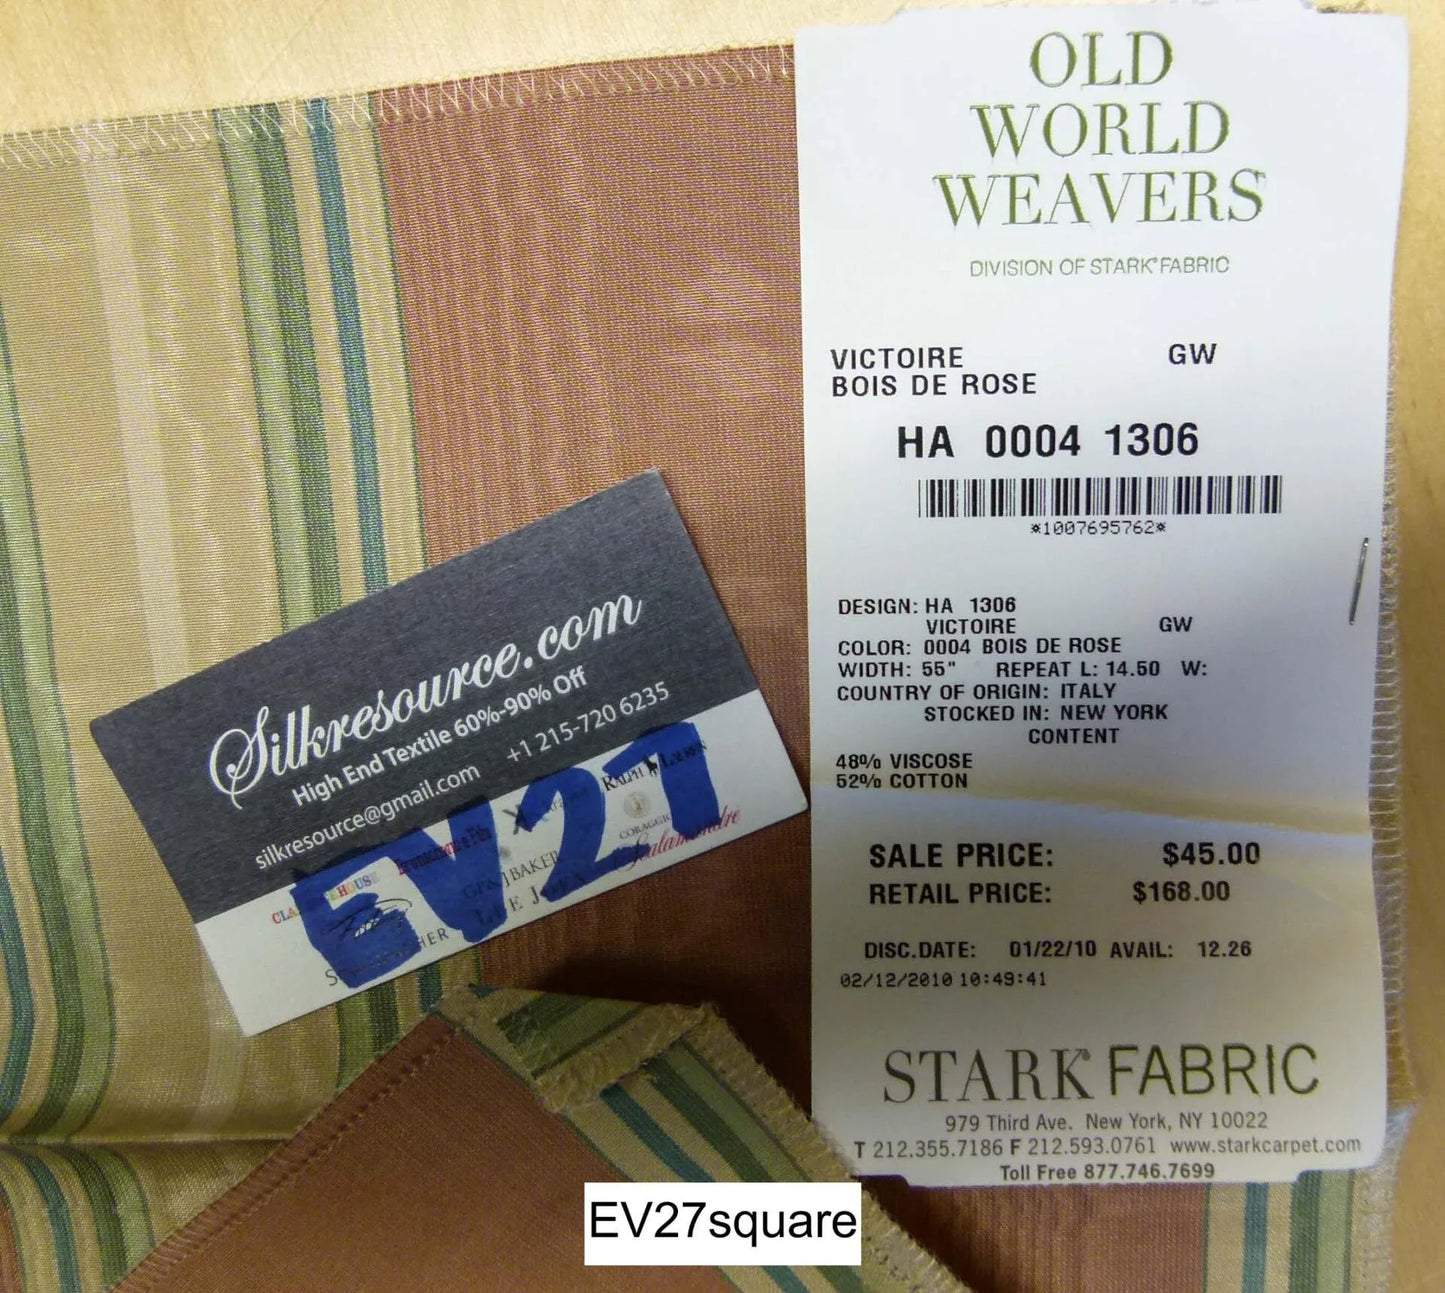 OLD
WORLD
WEAVERS
DIVISION OF STARK® FABRIC
VICTOIRE GW
BOIS DE ROSE
HA 0004 1306
*1007695762*
DESIGN: HA 1306
VICTOIRE GW
COLOR: 0004 BOIS DE ROSE
WIDTH: 55" REPEAT L: 14.50 W:
COUNTRY OF ORIGIN: ITALY
STOCKED IN: NEW YORK
CONTENT
48% VISCOSE
52% COTTON
SALE PRICE: $45.00
RETAIL PRICE: $168.00
DISC.DATE: 01/22/10 AVAIL: 12.26
02/12/2010 10:49:41
STARK® FABRIC
979 Third Ave. New York, NY 10022
T 212.355.7186 F 212.593.0761 www.starkcarpet.com
Toll Free 877.746.7699
Silkresource.com
High End Textile 60%-90% Off
silkresource@gmail.com +1 215-720 6235
EV27
RALPH LAUREN
BAKER
Scalamandre
EV27square